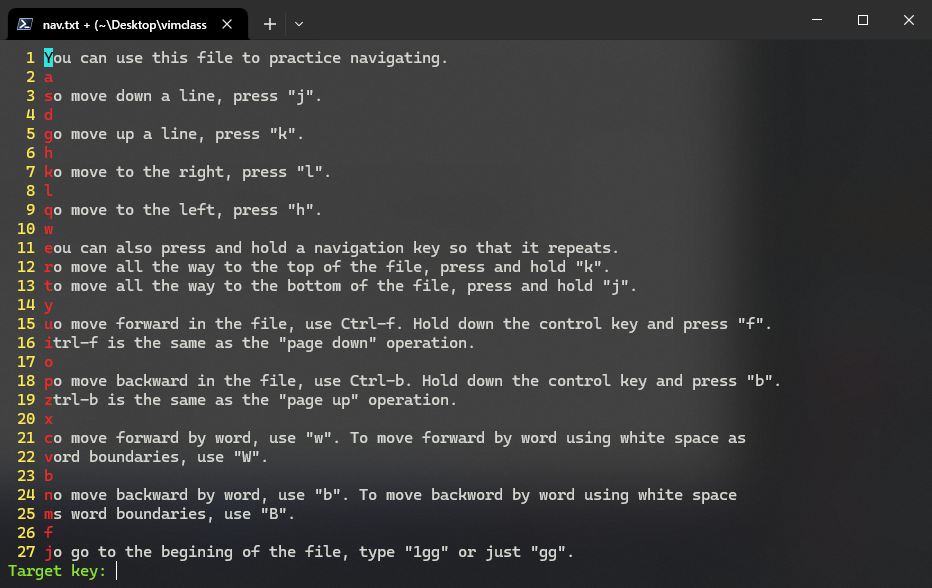 nav.txt + (~\Desktop\vimclass
1 You can use this file to practice navigating.
2 a
3 so move down a line, press "j".
4 d
5 go move up a line, press "k".
6 h
7 ko move to the right, press "l".
8 l
9 qo move to the left, press "h".
10 w
11 eou can also press and hold a navigation key so that it repeats.
12 ro move all the way to the top of the file, press and hold "k".
13 to move all the way to the bottom of the file, press and hold "j".
14 y
15 uo move forward in the file, use Ctrl-f. Hold down the control key and press "f".
16 itrl-f is the same as the "page down" operation.
17 o
18 po move backward in the file, use Ctrl-b. Hold down the control key and press "b".
19 ztrl-b is the same as the "page up" operation.
20 x
21 co move forward by word, use "w". To move forward by word using white space as
22 vord boundaries, use "W".
23 b
24 no move backward by word, use "b". To move backword by word using white space
25 ms word boundaries, use "B".
26 f
27 jo go to the begining of the file, type "1gg" or just "gg".
Target key: